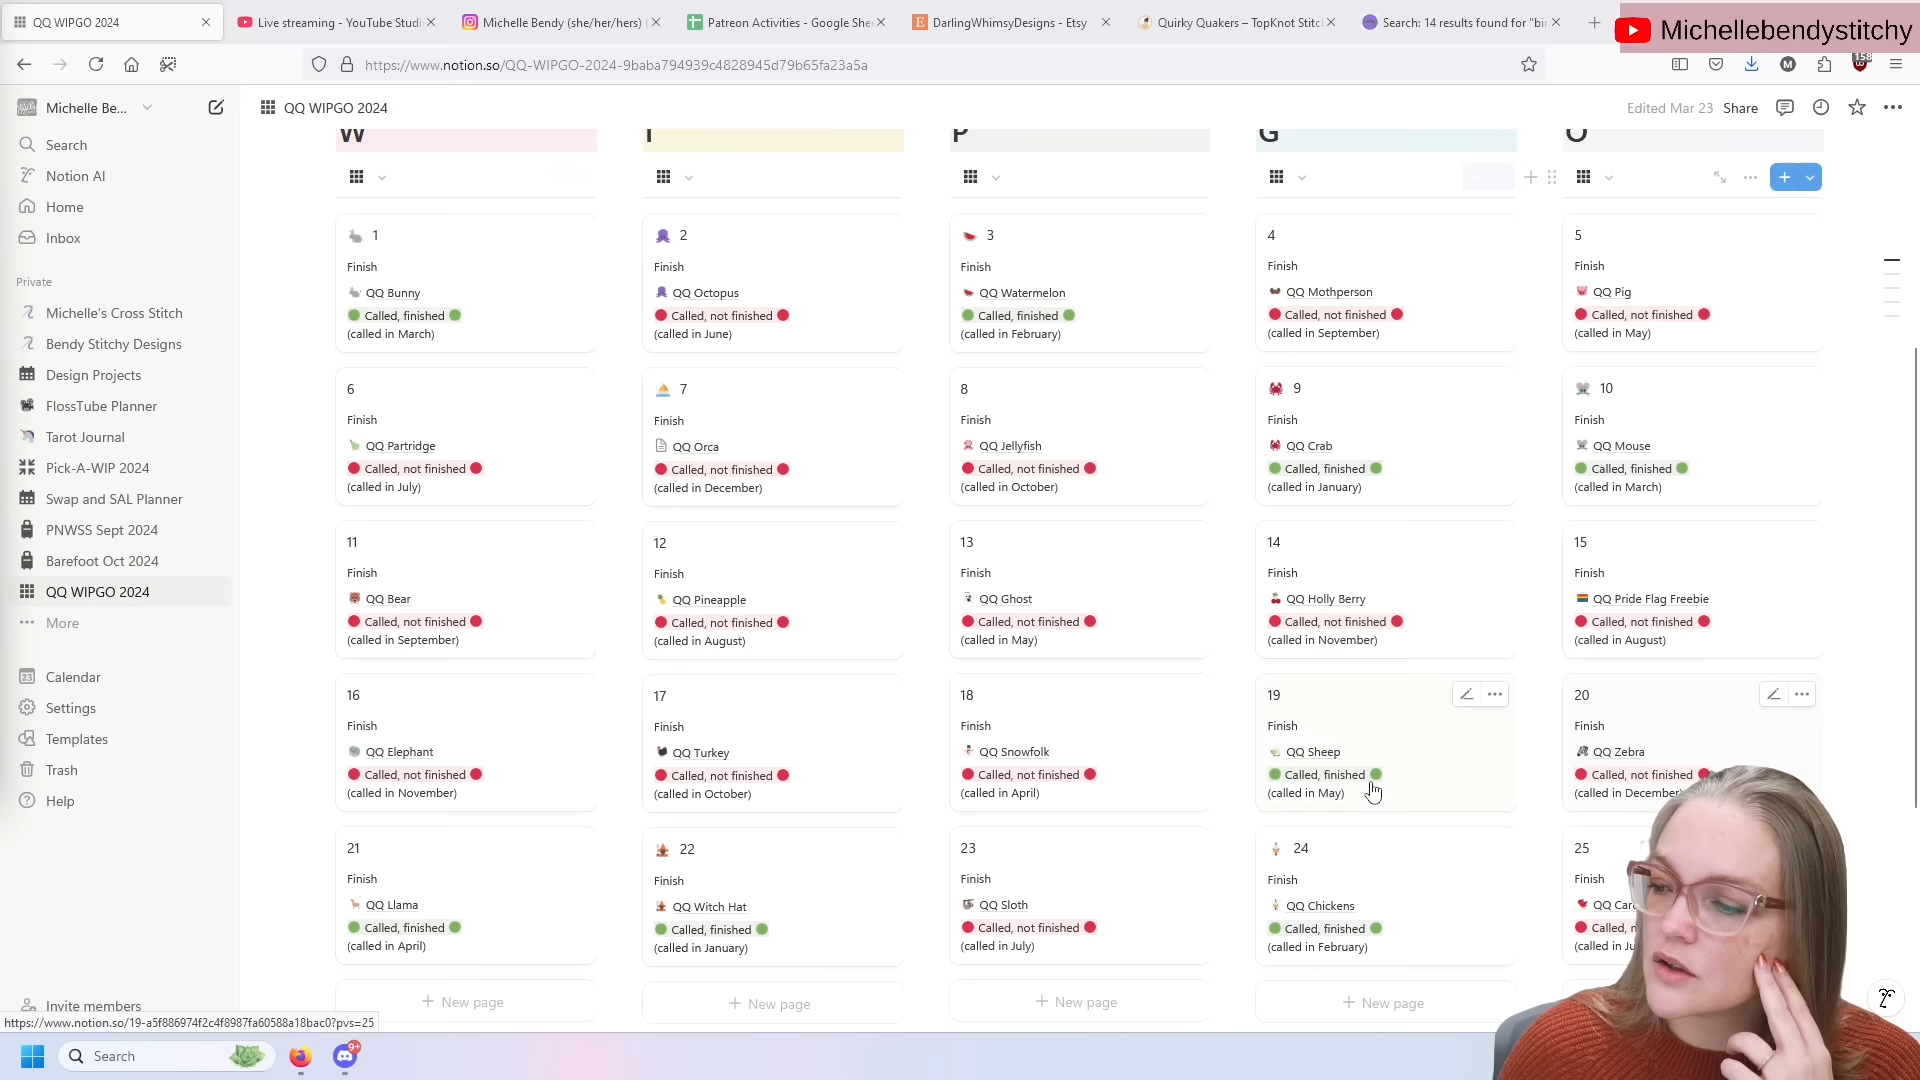 QQ WIPGO 2024
Live streaming - YouTube Studi
Michelle Bendy (she/her/hers) (
Patreon Activities - Google She
DarlingWhimsyDesigns - Etsy
Quirky Quakers – TopKnot Stitc
Search: 14 results found for "bir
Michellebendystitchy
https://www.notion.so/QQ-WIPGO-2024-9baba794939c4828945d79b65fa23a5a
M
158
Michelle Be...
QQ WIPGO 2024
Edited Mar 23
Share
Search
Notion AI
Home
Inbox
Private
Michelle's Cross Stitch
Bendy Stitchy Designs
Design Projects
FlossTube Planner
Tarot Journal
Pick-A-WIP 2024
Swap and SAL Planner
PNWSS Sept 2024
Barefoot Oct 2024
QQ WIPGO 2024
More
Calendar
Settings
Templates
Trash
Help
Invite members
W
I
P
G
O
1
Finish
QQ Bunny
Called, finished
(called in March)
2
Finish
QQ Octopus
Called, not finished
(called in June)
3
Finish
QQ Watermelon
Called, finished
(called in February)
4
Finish
QQ Mothperson
Called, not finished
(called in September)
5
Finish
QQ Pig
Called, not finished
(called in May)
6
Finish
QQ Partridge
Called, not finished
(called in July)
7
Finish
QQ Orca
Called, not finished
(called in December)
8
Finish
QQ Jellyfish
Called, not finished
(called in October)
9
Finish
QQ Crab
Called, finished
(called in January)
10
Finish
QQ Mouse
Called, finished
(called in March)
11
Finish
QQ Bear
Called, not finished
(called in September)
12
Finish
QQ Pineapple
Called, not finished
(called in August)
13
Finish
QQ Ghost
Called, not finished
(called in May)
14
Finish
QQ Holly Berry
Called, not finished
(called in November)
15
Finish
QQ Pride Flag Freebie
Called, not finished
(called in August)
16
Finish
QQ Elephant
Called, not finished
(called in November)
17
Finish
QQ Turkey
Called, not finished
(called in October)
18
Finish
QQ Snowfolk
Called, not finished
(called in April)
19
Finish
QQ Sheep
Called, finished
(called in May)
20
Finish
QQ Zebra
Called, not finished
(called in December
21
Finish
QQ Llama
Called, finished
(called in April)
22
Finish
QQ Witch Hat
Called, finished
(called in January)
23
Finish
QQ Sloth
Called, not finished
(called in July)
24
Finish
QQ Chickens
Called, finished
(called in February)
25
Finish
QQ Car
Called, n
(called in Ju
New page
New page
New page
New page
https://www.notion.so/19-a5f886974f2c4f8987fa60588a18bac0?pvs=25
Search
9+